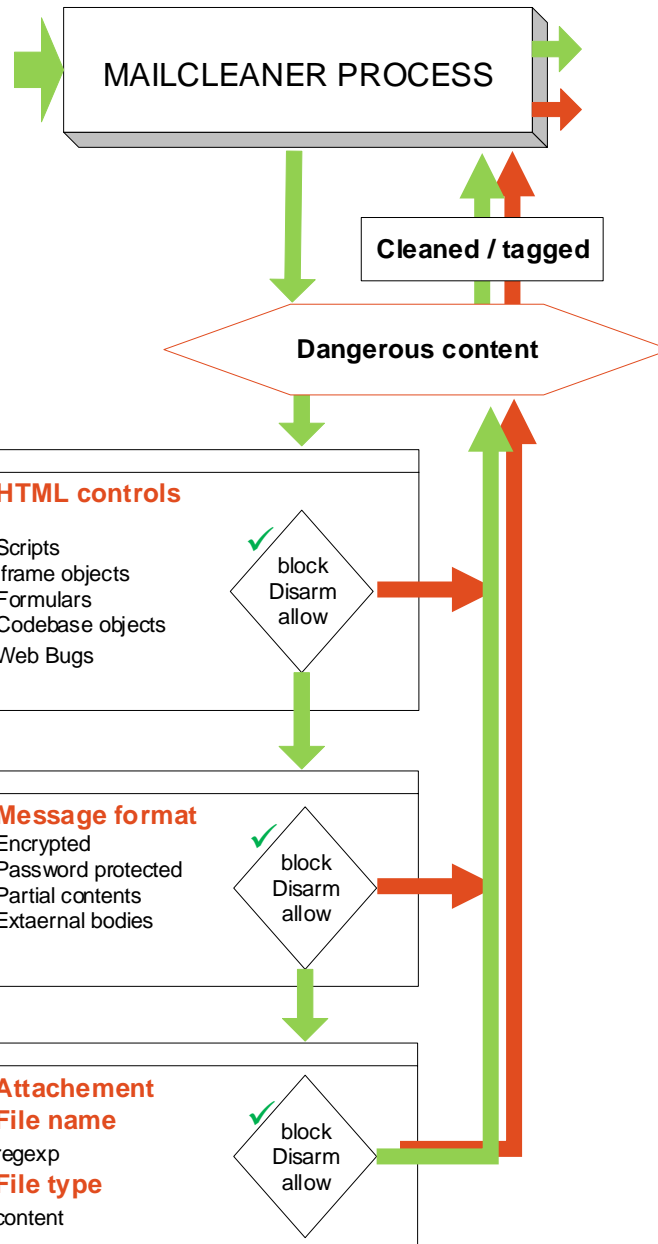 MAILCLEANER PROCESS
Cleaned / tagged
Dangerous content
HTML controls
Scripts
Iframe objects
Formulars
Codebase objects
Web Bugs
block
Disarm
allow
Message format
Encrypted
Password protected
Partial contents
Extaernal bodies
block
Disarm
allow
Attachement
File name
regexp
File type
content
block
Disarm
allow